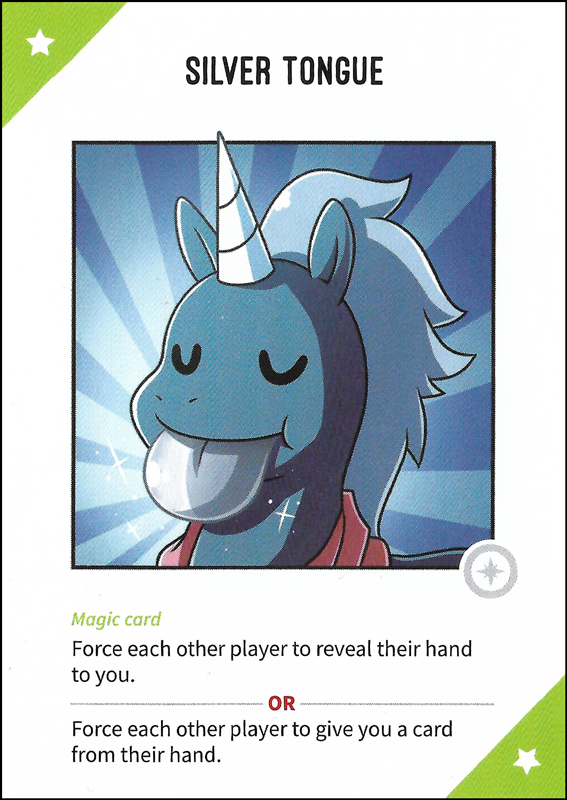 SILVER TONGUE
Magic card
Force each other player to reveal their hand
to you.
OR
Force each other player to give you a card
from their hand.